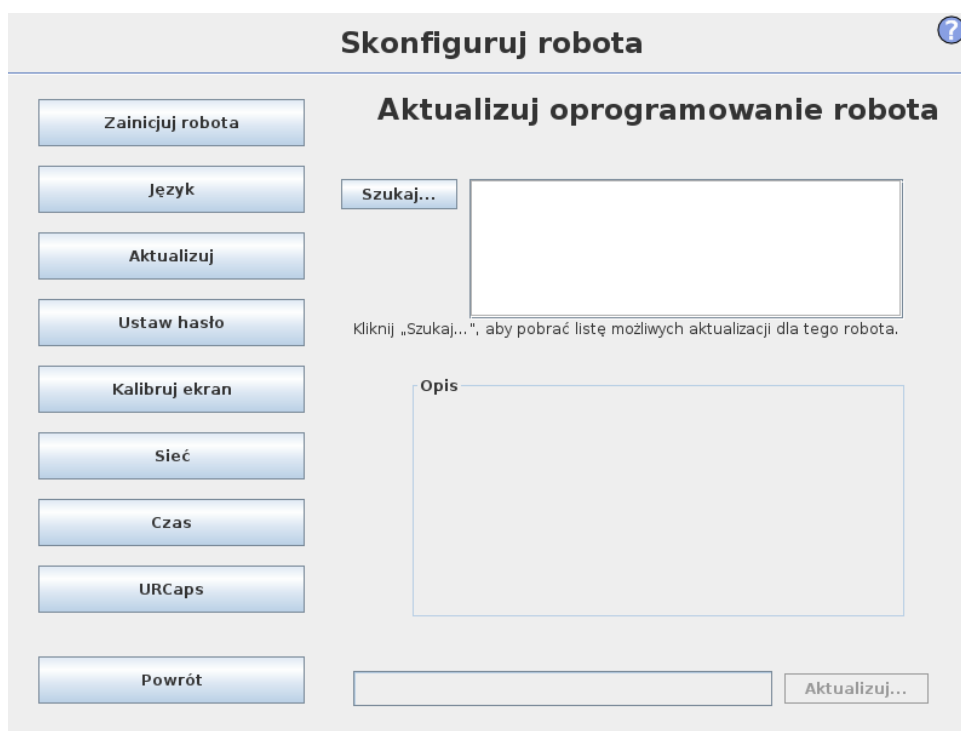 Skonfiguruj robota
?
Zainicjuj robota
Język
Aktualizuj
Ustaw hasło
Kalibruj ekran
Sieć
Czas
URCaps
Powrót
Aktualizuj oprogramowanie robota
Szukaj...
Kliknij „Szukaj...", aby pobrać listę możliwych aktualizacji dla tego robota.
Opis
Aktualizuj...